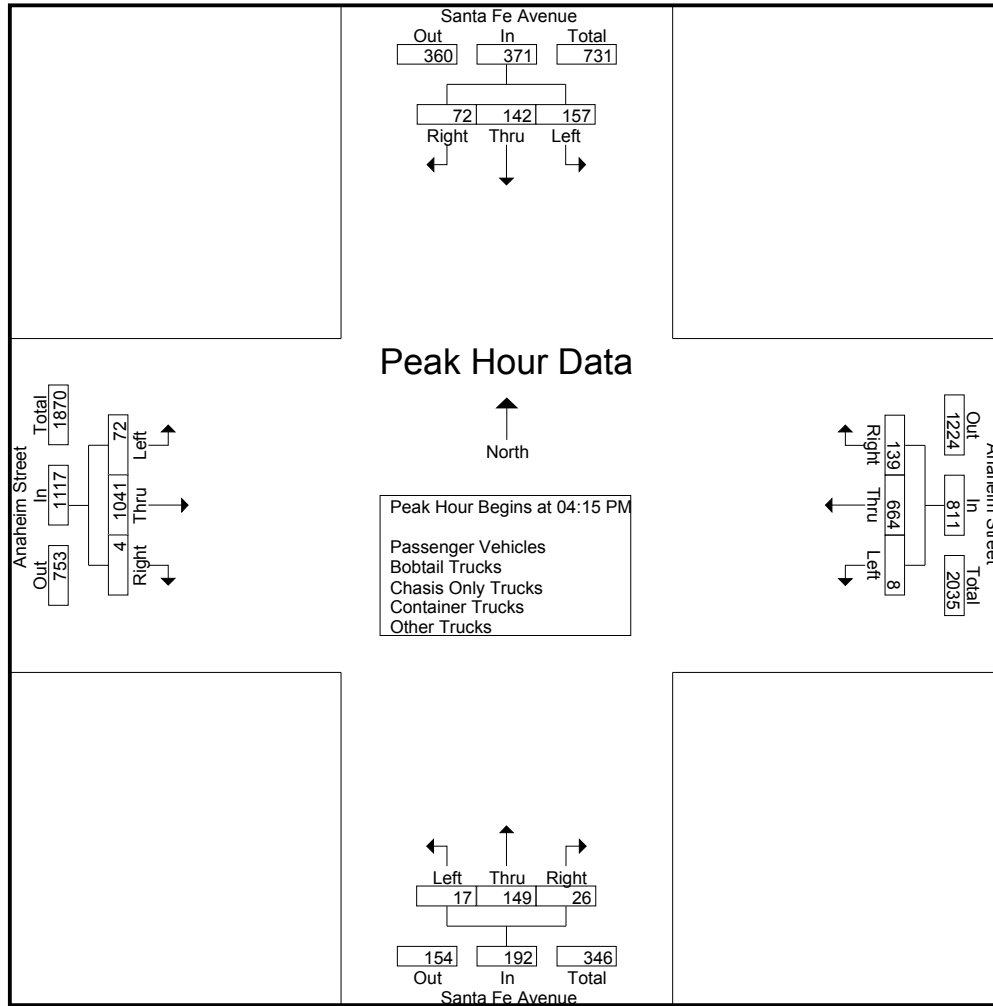 Santa Fe Avenue
Out In Total
360 371 731
72 142 157
Right Thru Left
Peak Hour Data
North
Peak Hour Begins at 04:15 PM
Passenger Vehicles
Bobtail Trucks
Chasis Only Trucks
Container Trucks
Other Trucks
Anaheim Street
Out In Total
753 1117 1870
Left Thru Right
72 1041 4
Anaheim Street
Out In Total
1224 811 2035
Right Thru Left
139 664 8
Left Thru Right
17 149 26
154 192 346
Out In Total
Santa Fe Avenue